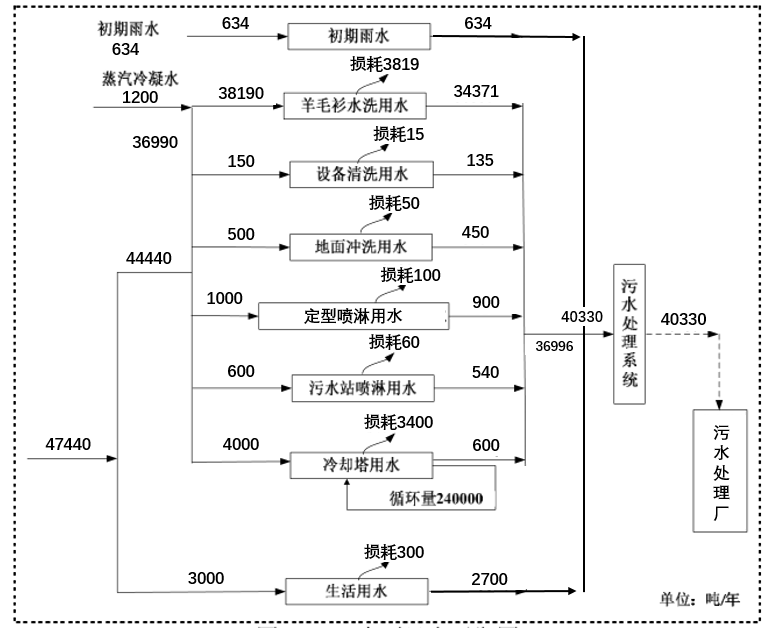 初期雨水
634
634
初期雨水
634
蒸汽冷凝水
1200
36990
38190
羊毛衫水洗用水
损耗3819
34371
150
设备清洗用水
损耗15
135
500
地面冲洗用水
损耗50
450
44440
1000
定型喷淋用水
损耗100
900
600
污水站喷淋用水
损耗60
540
47440
4000
冷却塔用水
损耗3400
600
循环量240000
36996
40330
污水处理系统
40330
污水处理厂
3000
生活用水
损耗300
2700
单位：吨/年